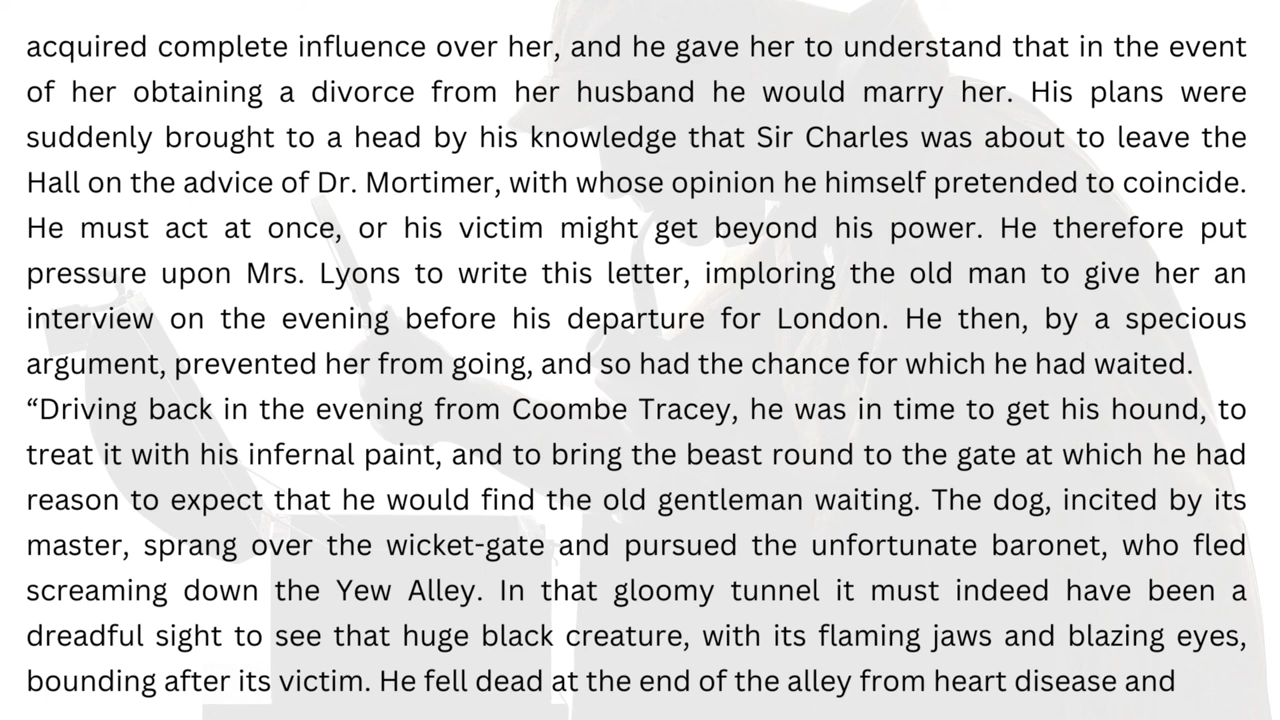 acquired complete influence over her, and he gave her to understand that in the event
of her obtaining a divorce from her husband he would marry her. His plans were
suddenly brought to a head by his knowledge that Sir Charles was about to leave the
Hall on the advice of Dr. Mortimer, with whose opinion he himself pretended to coincide.
He must act at once, or his victim might get beyond his power. He therefore put
pressure upon Mrs. Lyons to write this letter, imploring the old man to give her an
interview on the evening before his departure for London. He then, by a specious
argument, prevented her from going, and so had the chance for which he had waited.
“Driving back in the evening from Coombe Tracey, he was in time to get his hound, to
treat it with his infernal paint, and to bring the beast round to the gate at which he had
reason to expect that he would find the old gentleman waiting. The dog, incited by its
master, sprang over the wicket-gate and pursued the unfortunate baronet, who fled
screaming down the Yew Alley. In that gloomy tunnel it must indeed have been a
dreadful sight to see that huge black creature, with its flaming jaws and blazing eyes,
bounding after its victim. He fell dead at the end of the alley from heart disease and